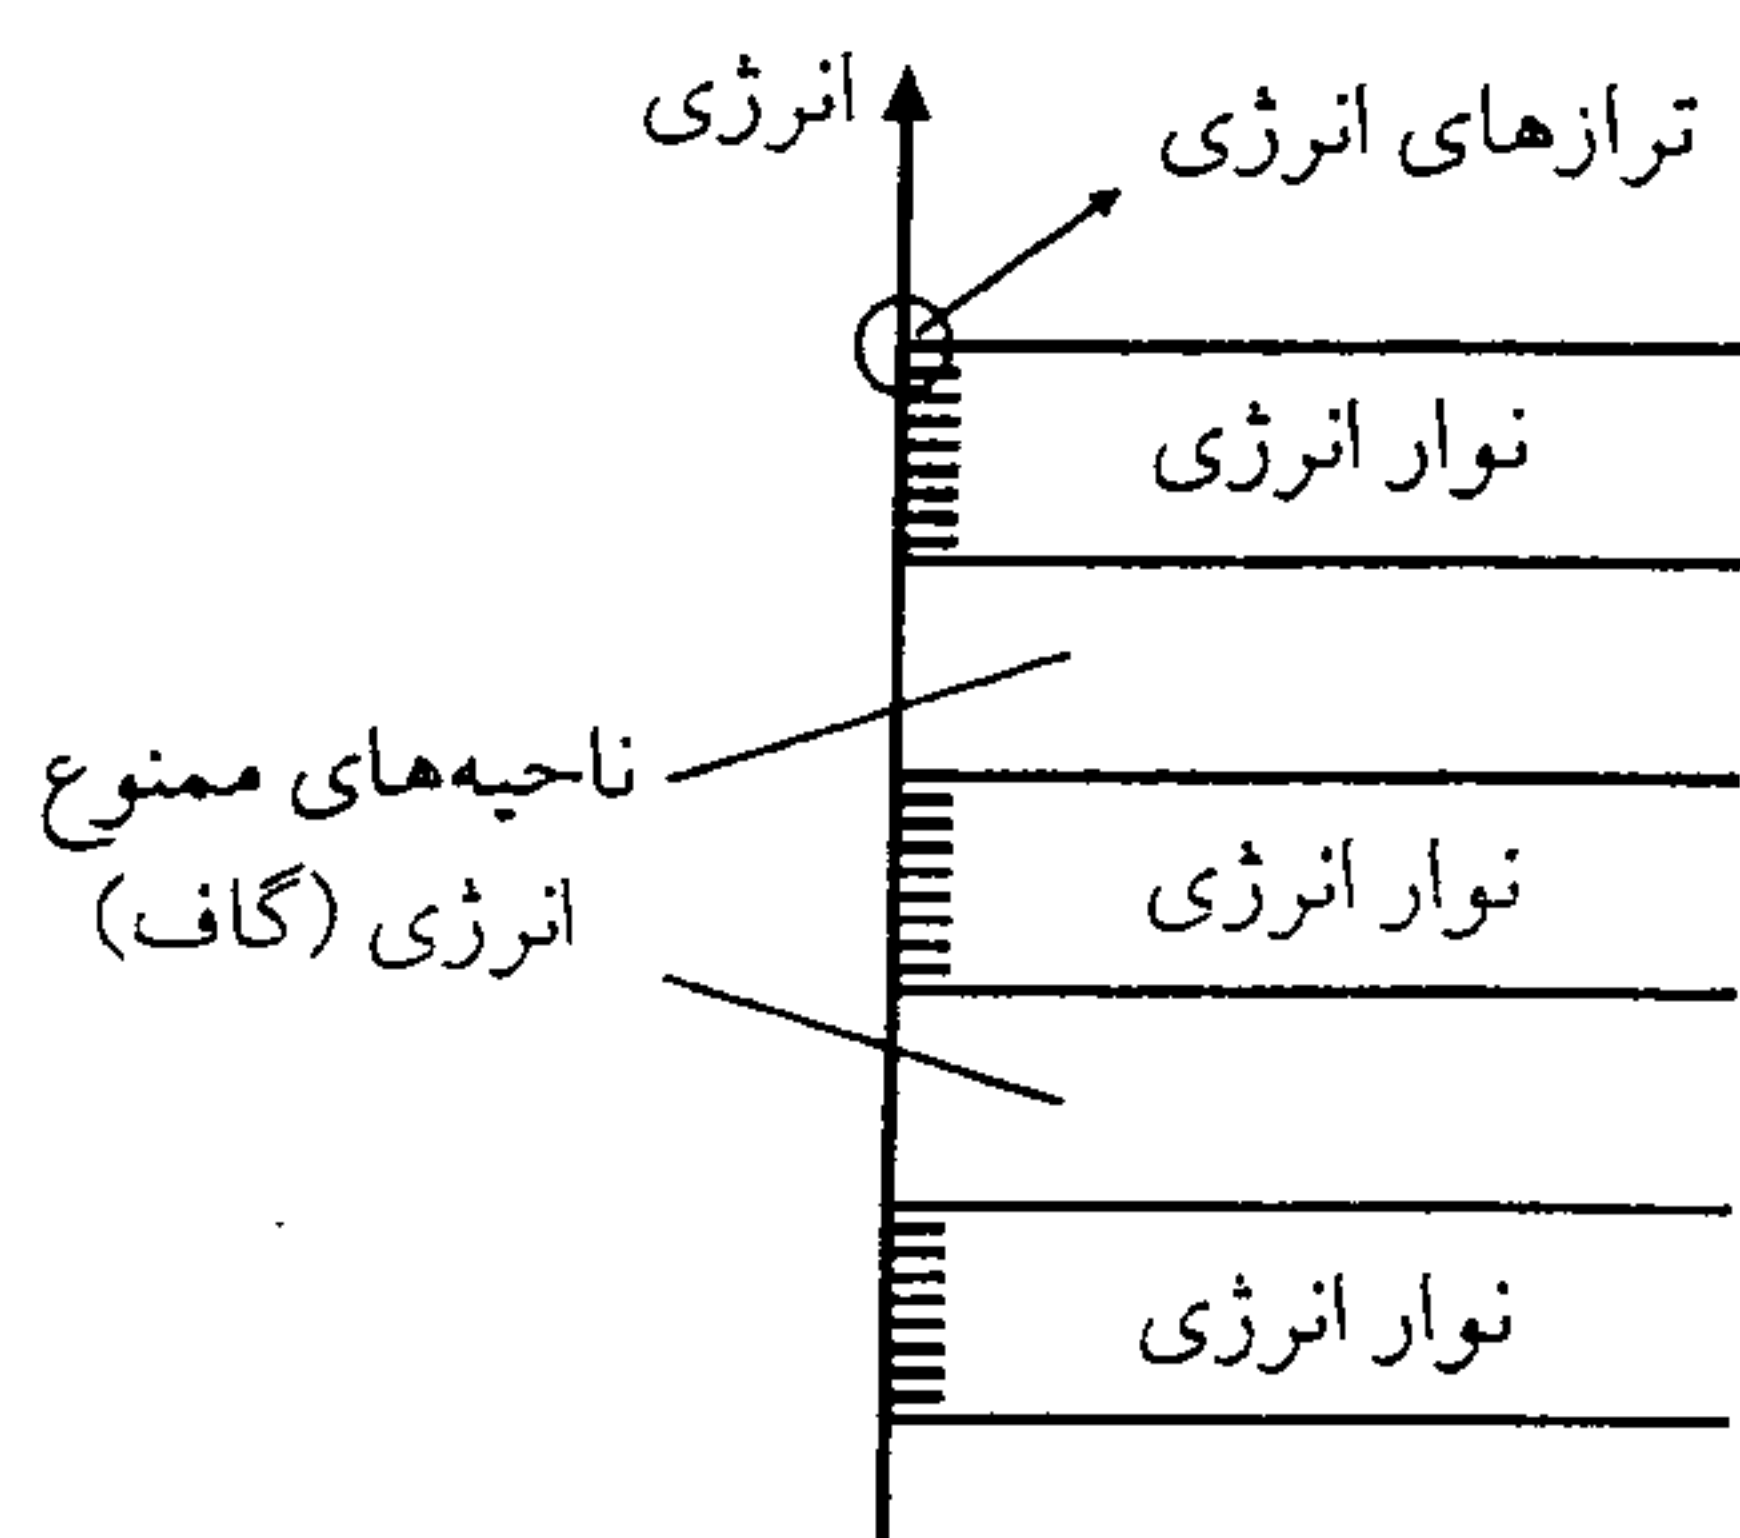 انرژی
ترازهای انرژی
نوار انرژی
ناحیه‌های ممنوع
انرژی (گاف)
نوار انرژی
نوار انرژی